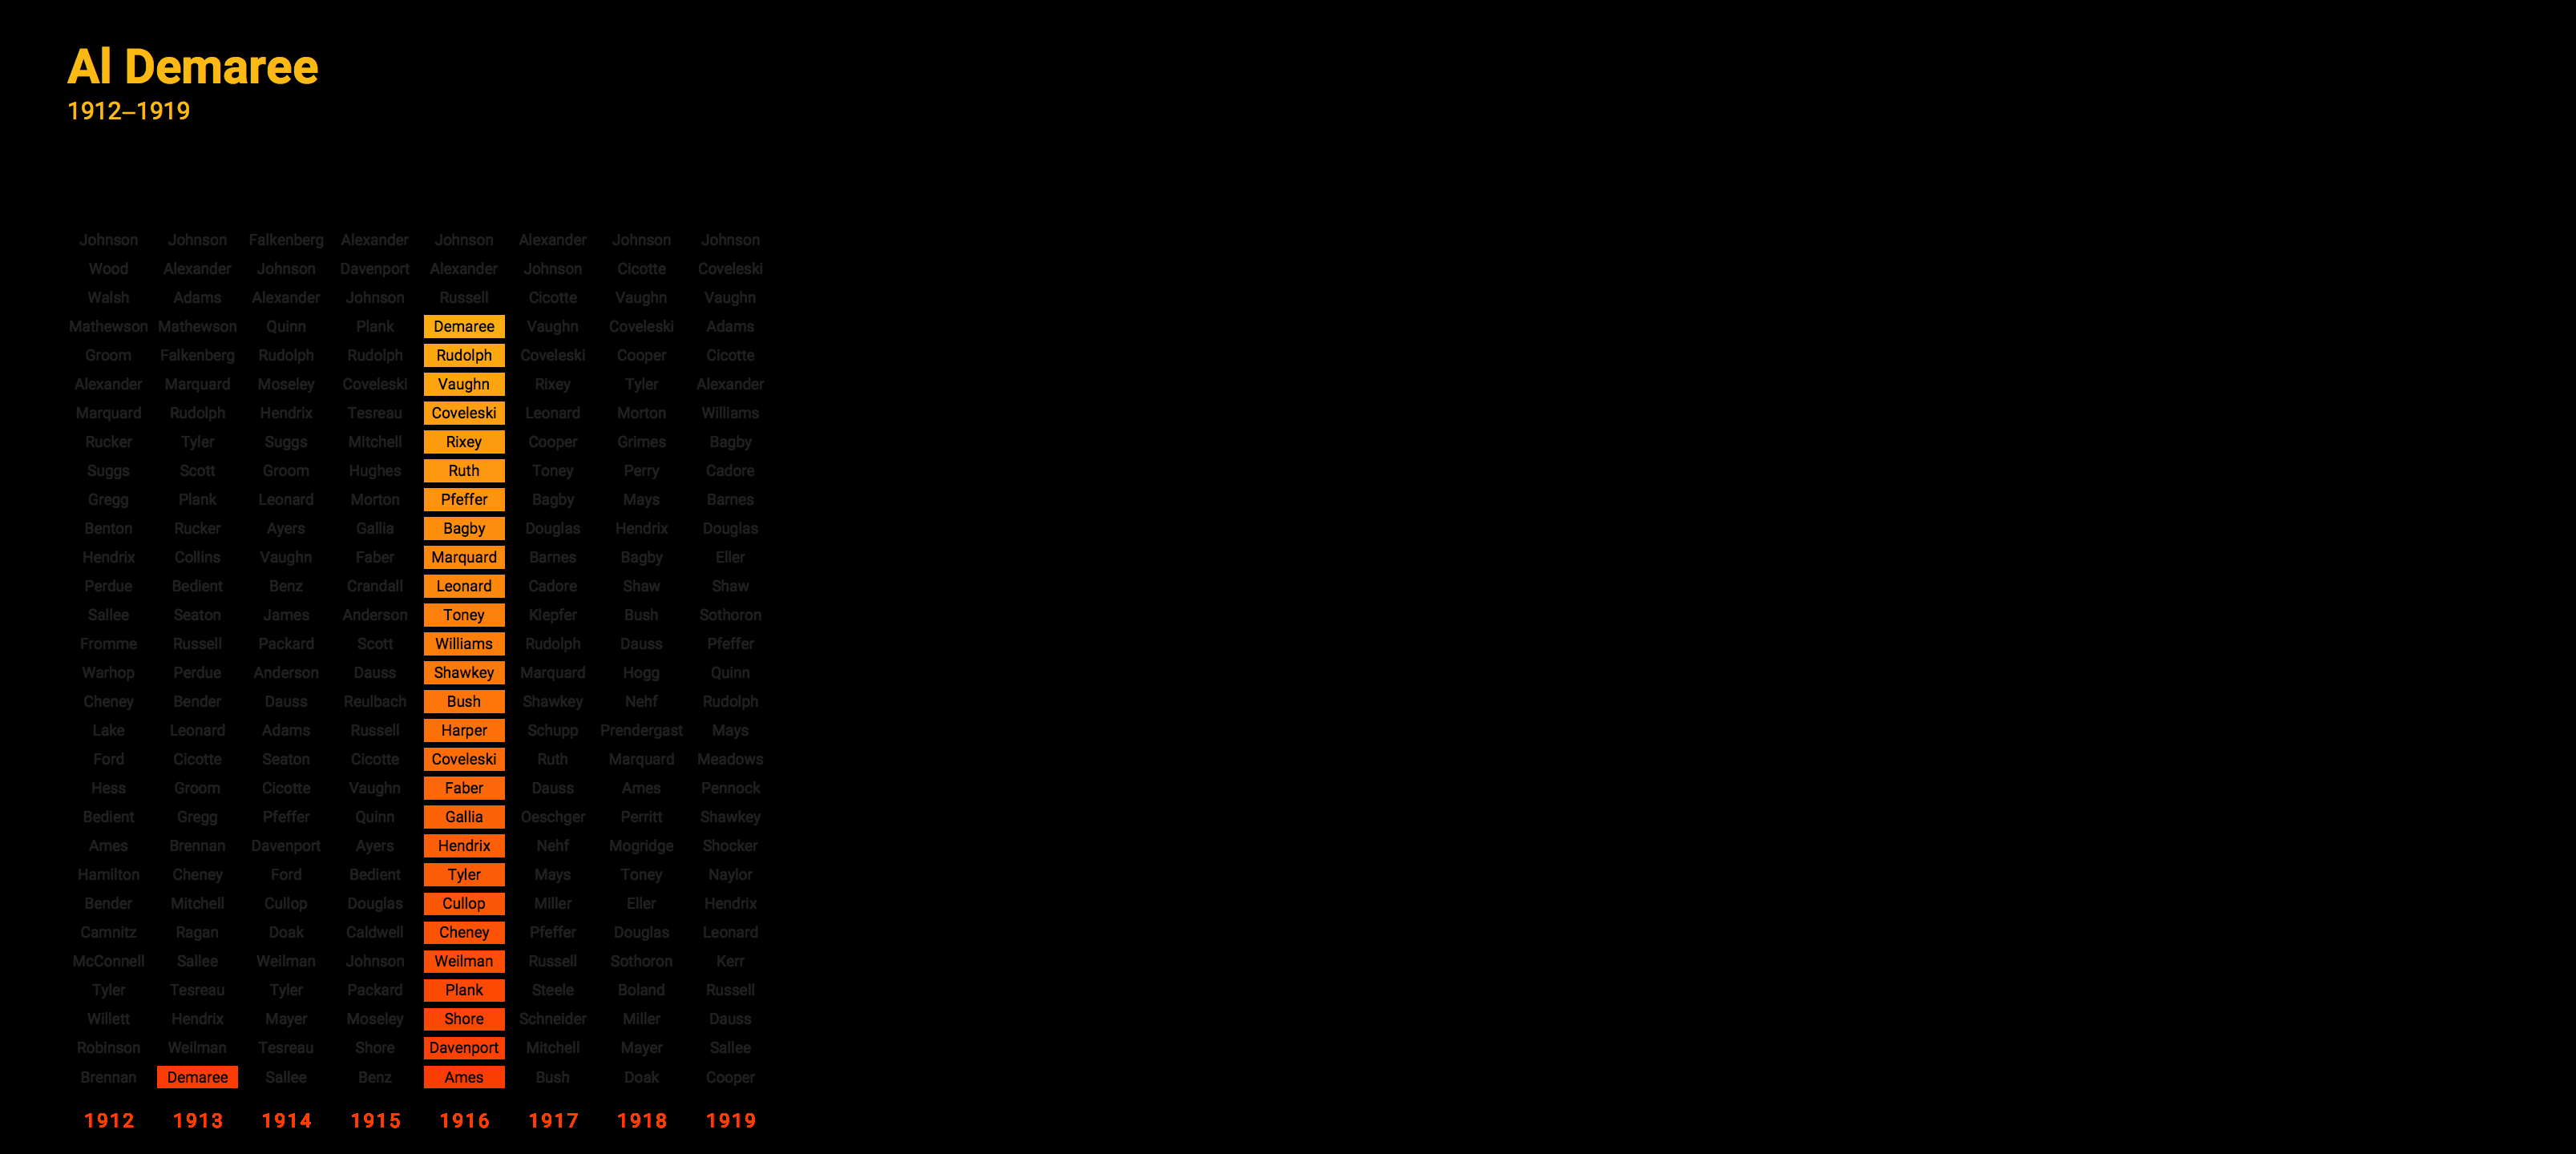 Al Demaree
1912–1919
Johnson Johnson Falkenberg Alexander Johnson Alexander Johnson Johnson
Wood Alexander Johnson Davenport Alexander Johnson Cicotte Coveleski
Walsh Adams Alexander Johnson Russell Cicotte Vaughn Vaughn
Mathewson Mathewson Quinn Plank Demaree Vaughn Coveleski Adams
Groom Falkenberg Rudolph Rudolph Rudolph Coveleski Cooper Cicotte
Alexander Marquard Moseley Coveleski Vaughn Rixey Tyler Alexander
Marquard Rudolph Hendrix Tesreau Coveleski Leonard Morton Williams
Rucker Tyler Suggs Mitchell Rixey Cooper Grimes Bagby
Suggs Scott Groom Hughes Ruth Toney Perry Cadore
Gregg Plank Leonard Morton Pfeffer Bagby Mays Barnes
Benton Rucker Ayers Gallia Bagby Douglas Hendrix Douglas
Hendrix Collins Vaughn Faber Marquard Barnes Bagby Eller
Perdue Bedient Benz Crandall Leonard Cadore Shaw Shaw
Sallee Seaton James Anderson Toney Klepfer Bush Sothoron
Fromme Russell Packard Scott Williams Rudolph Dauss Pfeffer
Warhop Perdue Anderson Dauss Shawkey Marquard Hogg Quinn
Cheney Bender Dauss Reulbach Bush Shawkey Nehf Rudolph
Lake Leonard Adams Russell Harper Schupp Prendergast Mays
Ford Cicotte Seaton Cicotte Coveleski Ruth Marquard Meadows
Hess Groom Cicotte Vaughn Faber Dauss Ames Pennock
Bedient Gregg Pfeffer Quinn Gallia Oeschger Perritt Shawkey
Ames Brennan Davenport Ayers Hendrix Nehf Mogridge Shocker
Hamilton Cheney Ford Bedient Tyler Mays Toney Naylor
Bender Mitchell Cullop Douglas Cullop Miller Eller Hendrix
Camnitz Ragan Doak Caldwell Cheney Pfeffer Douglas Leonard
McConnell Sallee Weilman Johnson Weilman Russell Sothoron Kerr
Tyler Tesreau Tyler Packard Plank Steele Boland Russell
Willett Hendrix Mayer Moseley Shore Schneider Miller Dauss
Robinson Weilman Tesreau Shore Davenport Mitchell Mayer Sallee
Brennan Demaree Sallee Benz Ames Bush Doak Cooper
1912 1913 1914 1915 1916 1917 1918 1919